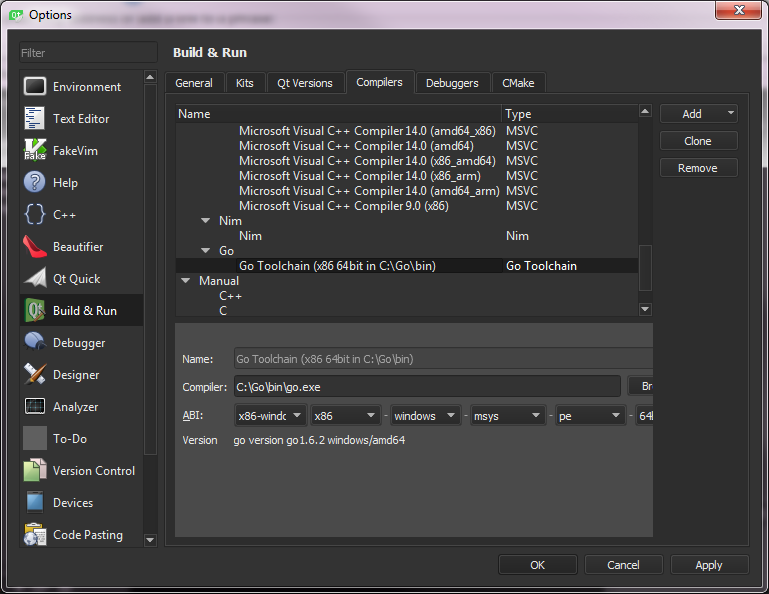 Options
Filter
Build & Run
Environment
Text Editor
FakeVim
Help
C++
Beautifier
Qt Quick
Build & Run
Debugger
Designer
Analyzer
To-Do
Version Control
Devices
Code Pasting
General Kits Qt Versions Compilers Debuggers CMake
Name Type
Microsoft Visual C++ Compiler 14.0 (amd64_x86) MSVC
Microsoft Visual C++ Compiler 14.0 (amd64) MSVC
Microsoft Visual C++ Compiler 14.0 (x86_amd64) MSVC
Microsoft Visual C++ Compiler 14.0 (x86_arm) MSVC
Microsoft Visual C++ Compiler 14.0 (amd64_arm) MSVC
Microsoft Visual C++ Compiler 9.0 (x86) MSVC
Nim
Nim Nim
Go
Go Toolchain (x86 64bit in C:\Go\bin) Go Toolchain
Manual
C++
C
Add
Clone
Remove
Name: Go Toolchain (x86 64bit in C:\Go\bin)
Compiler: C:\Go\bin\go.exe Br
ABI: x86-windc x86 - windows - msys - pe - 64b
Version go version go1.6.2 windows/amd64
OK Cancel Apply